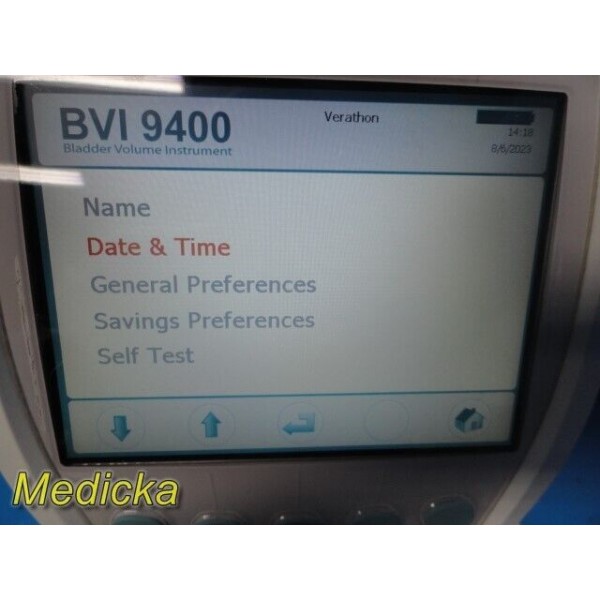 BVI 9400
Bladder Volume Instrument
Verathon
14:18
8/6/2023
Name
Date & Time
General Preferences
Savings Preferences
Self Test
Medicka